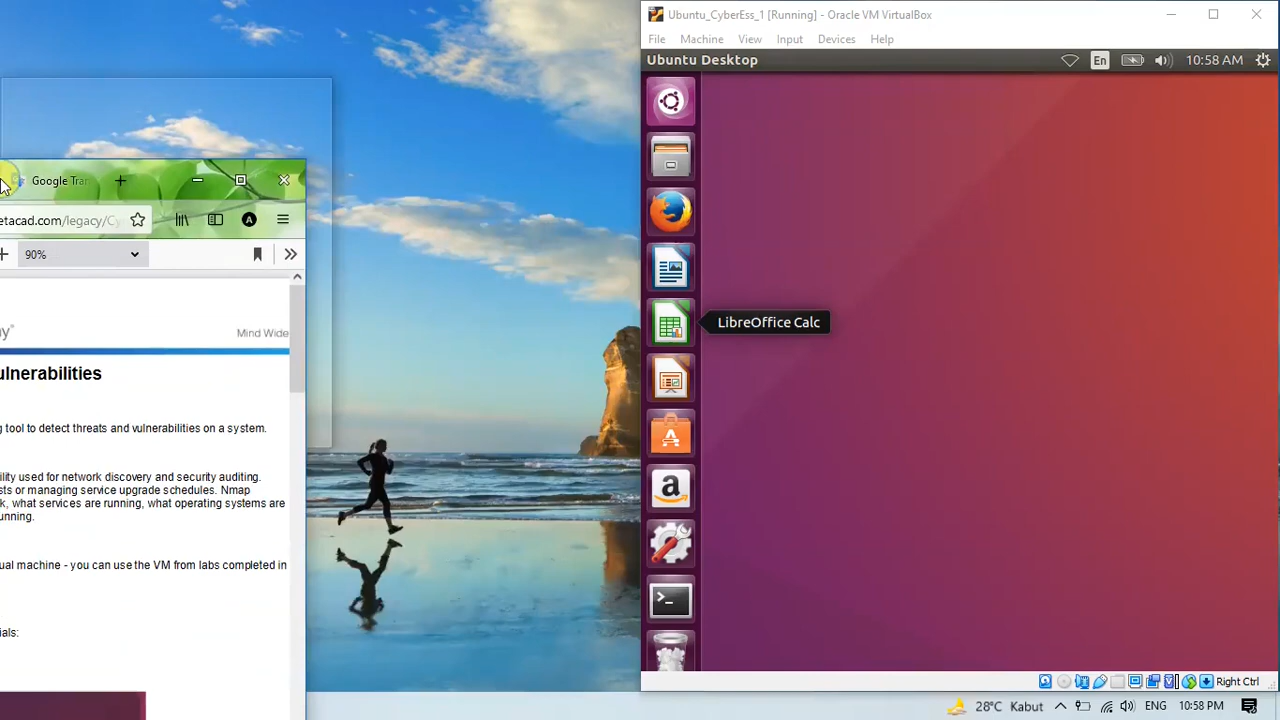 Ubuntu_CyberEss_1 [Running] - Oracle VM VirtualBox
File Machine View Input Devices Help
Ubuntu Desktop
En
10:58 AM
Google Tran
etacad.com/legacy/Cy
A
90%
LibreOffice Calc
y®
Mind Wide
ulnerabilities
g tool to detect threats and vulnerabilities on a system.
ility used for network discovery and security auditing.
sts or managing service upgrade schedules. Nmap
k, what services are running, what operating systems are
unning.
ual machine - you can use the VM from labs completed in
ials:
a
>_
Right Ctrl
28°C Kabut
ENG
10:58 PM